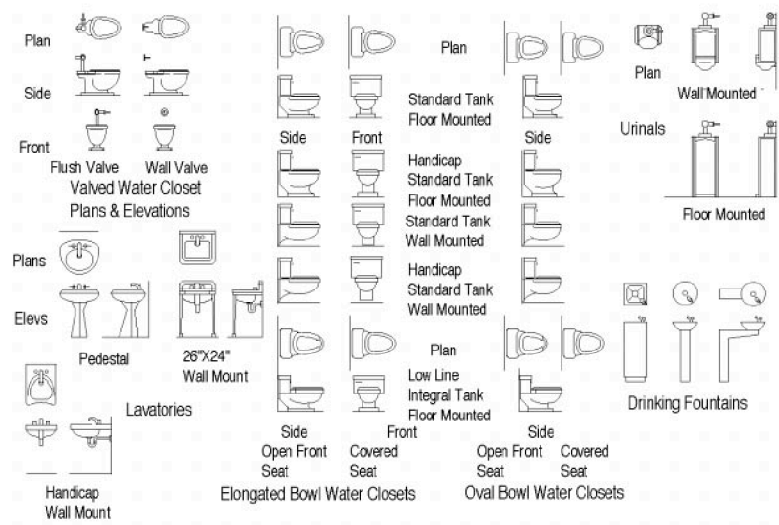 Plan
Side
Front
Flush Valve
Wall Valve
Valved Water Closet
Plans & Elevations
Plans
Elevs
Pedestal
26"X24"
Wall Mount
Lavatories
Handicap
Wall Mount
Side
Front
Plan
Standard Tank
Floor Mounted
Side
Handicap
Standard Tank
Floor Mounted
Standard Tank
Wall Mounted
Handicap
Standard Tank
Wall Mounted
Plan
Low Line
Integral Tank
Floor Mounted
Side
Front
Side
Open Front
Seat
Covered
Seat
Open Front
Seat
Covered
Seat
Elongated Bowl Water Closets
Oval Bowl Water Closets
Plan
Wall Mounted
Urinals
Floor Mounted
Drinking Fountains